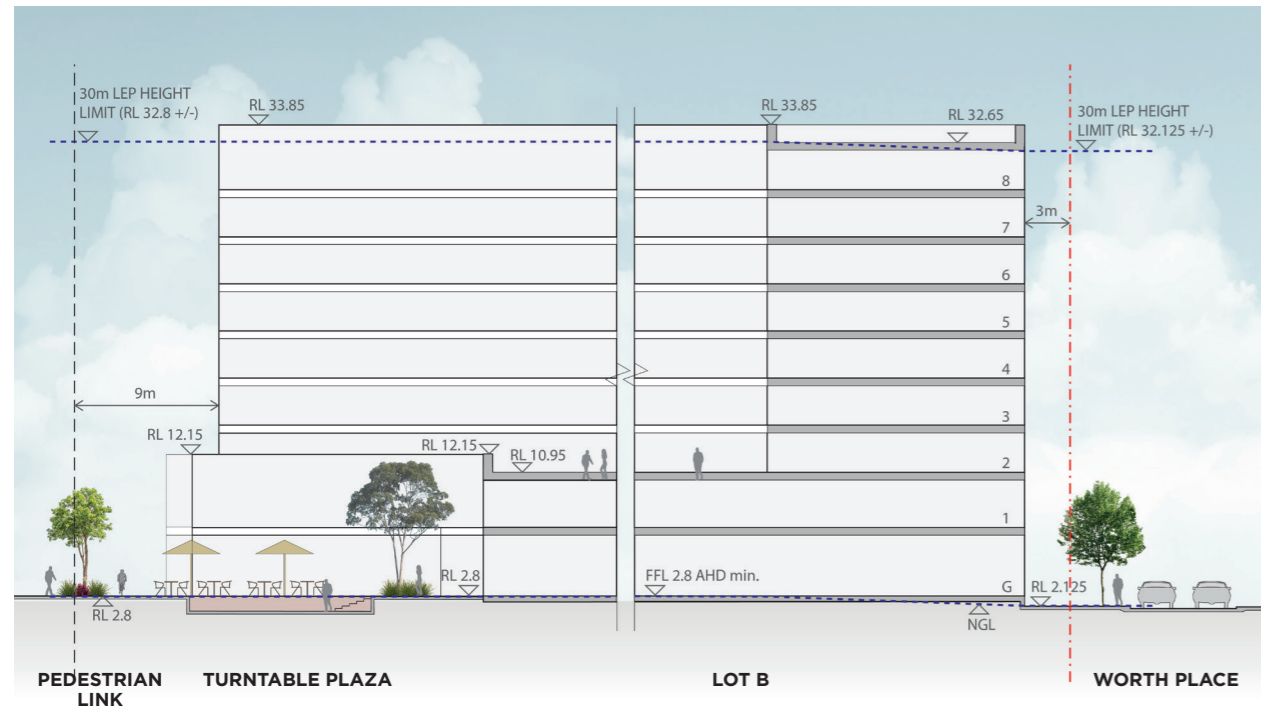 30m LEP HEIGHT
LIMIT (RL 32.8 +/-)
RL 33.85
RL 33.85
RL 32.65
30m LEP HEIGHT
LIMIT (RL 32.125 +/-)
8
7
3m
6
5
4
9m
3
RL 12.15
RL 12.15
RL 10.95
2
1
RL 2.8
FFL 2.8 AHD min.
G
RL 2.125
RL 2.8
NGL
PEDESTRIAN
LINK
TURNTABLE PLAZA
LOT B
WORTH PLACE